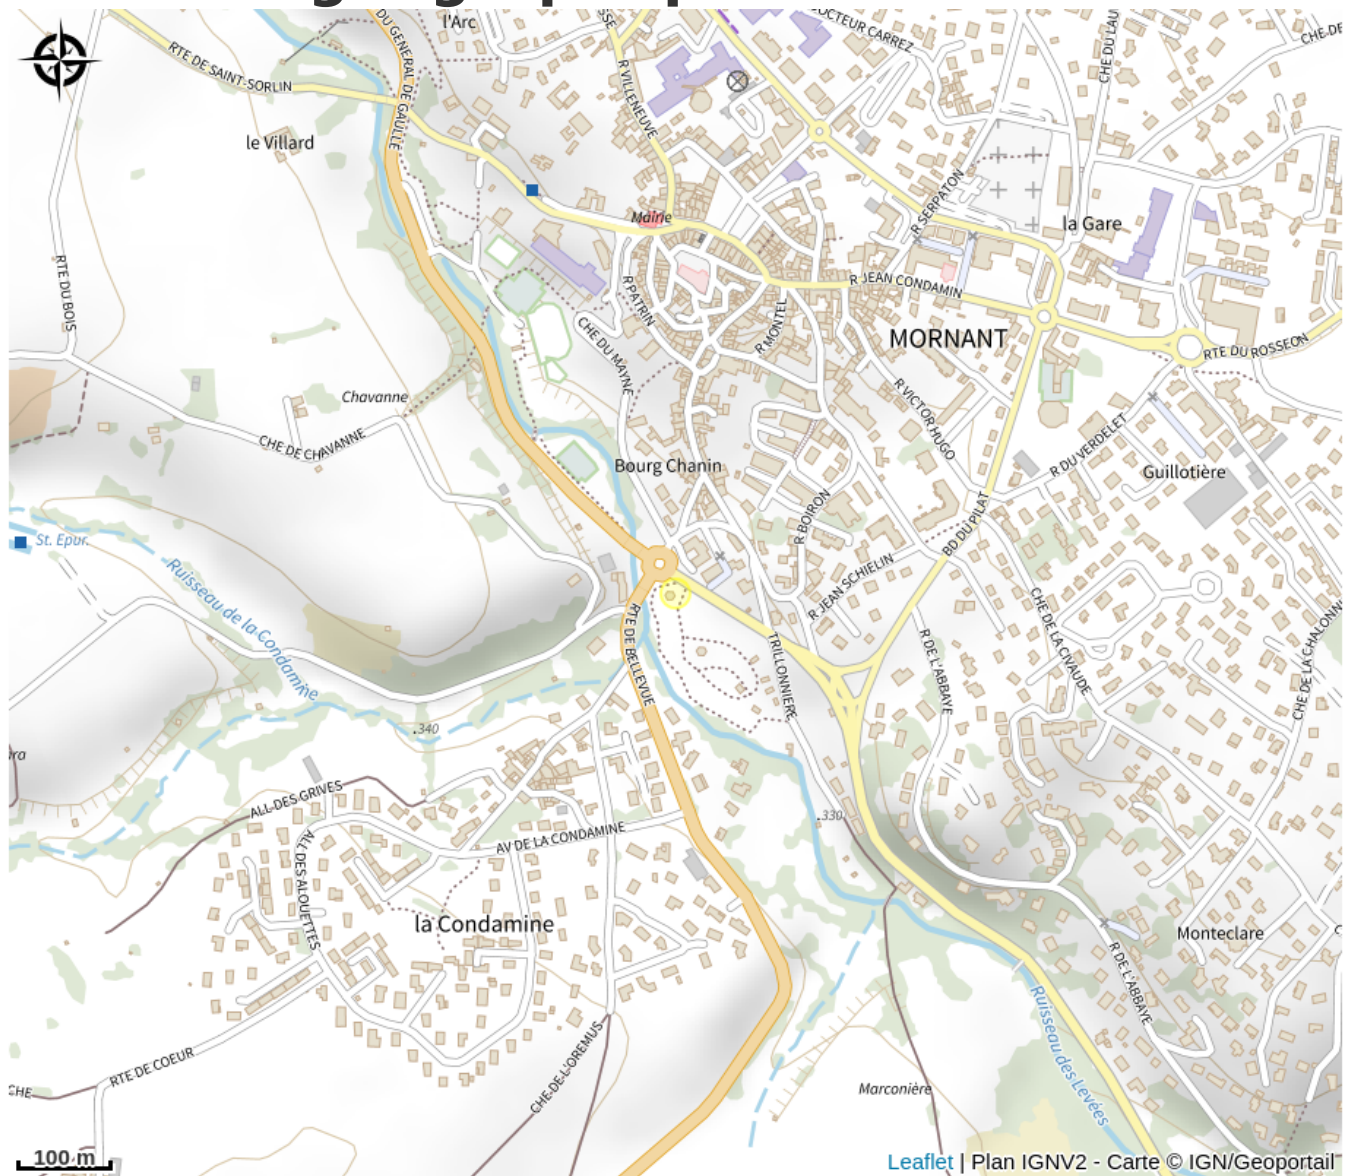 DU GENERAL DE GAULLE
l'Arc
RTE DE SAINT-SORLIN
R VILLENEUVE
DOCTEUR CARREZ
CHE DU LAU
CHE-DE
le Villard
Mairie
R SERPATON
la Gare
RTE DU BOIS
R PATRIN
R JEAN CONDAMIN
MORNANT
CHE DU MAYNE
R MONTEL
RTE DU ROSSEON
Chavanne
R VICTOR HUGO
CHE DE CHAVANNE
R DU VERDELET
Bourg Chanin
Guillotière
R BOIRON
BD DU PILAT
St. Epur.
Ruisseau de la Condamine
R JEAN SCHIELIN
CHE DE LA CIVAUDE
CHE DE LA CHALONN
RTE DE BELLEVUE
TRILLONNIERE
R DE L'ABBAYE
.340
ra
ALL DES GRIVES
.330
AV DE LA CONDAMINE
ALL DES ALOUETTES
la Condamine
Monteclare
R DE L'ABBAYE
Ruisseau des Levées
CHE-DE-L'OREMUS
RTE DE COEUR
CHE
Marconière
100 m
Leaflet | Plan IGNV2 - Carte © IGN/Geoportail